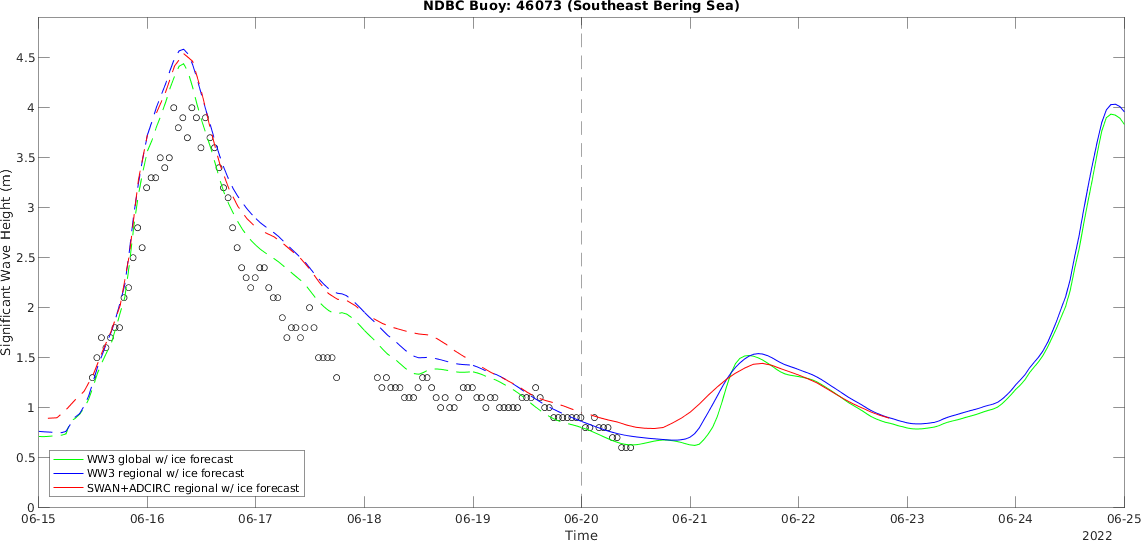 NDBC Buoy: 46073 (Southeast Bering Sea)
Significant Wave Height (m)
4.5
4
3.5
3
2.5
2
1.5
1
0.5
0
WW3 global w/ ice forecast
WW3 regional w/ ice forecast
SWAN+ADCIRC regional w/ ice forecast
06-15 06-16 06-17 06-18 06-19 06-20 06-21 06-22 06-23 06-24 06-25
Time
2022